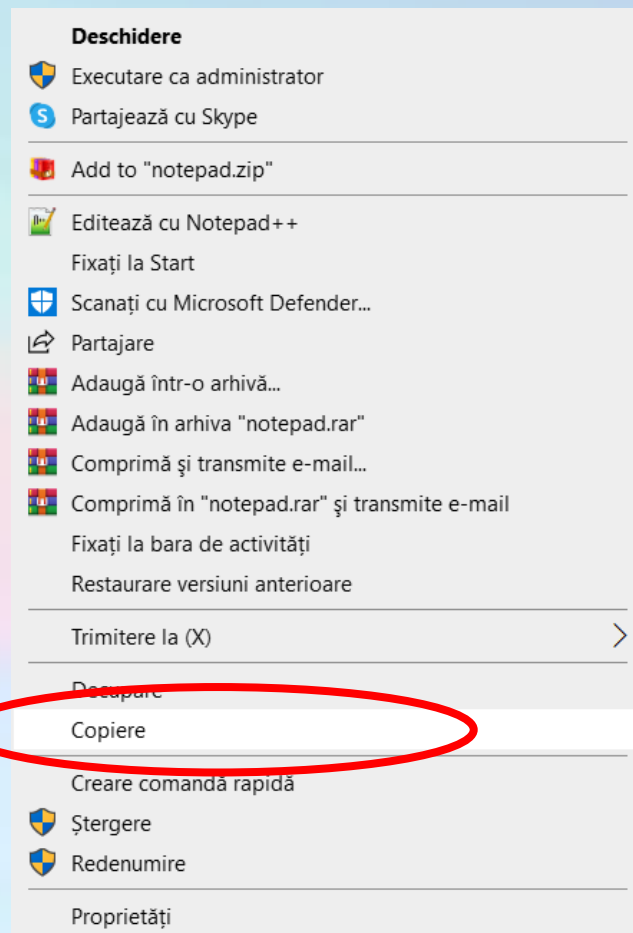 Deschidere
Executare ca administrator
Partajează cu Skype
Add to "notepad.zip"
Editează cu Notepad++
Fixați la Start
Scanați cu Microsoft Defender...
Partajare
Adaugă într-o arhivă...
Adaugă în arhiva "notepad.rar"
Comprimă şi transmite e-mail...
Comprimă în "notepad.rar" şi transmite e-mail
Fixați la bara de activități
Restaurare versiuni anterioare
Trimitere la (X)
Decupare
Copiere
Creare comandă rapidă
Ștergere
Redenumire
Proprietăți